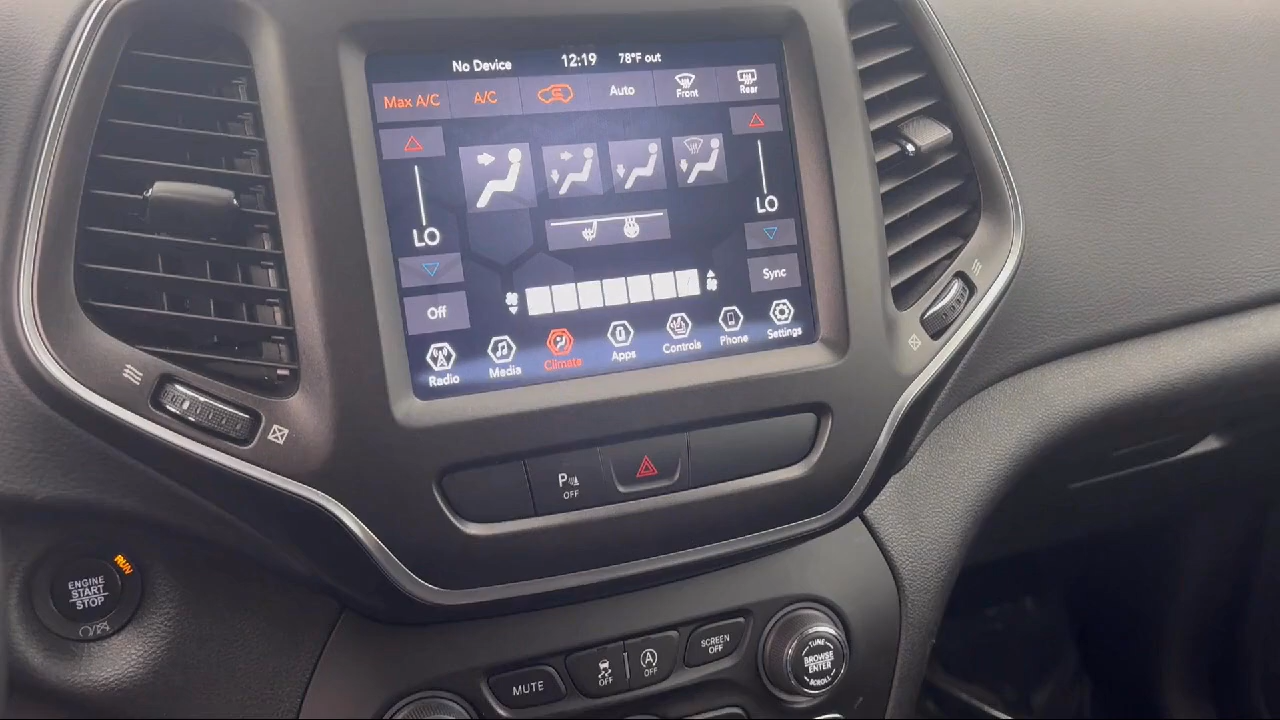 No Device 12:19 78°F out
Max A/C A/C Auto Front Rear
LO LO
Off Sync
Radio Media Climate Apps Controls Phone Settings
P OFF
RUN
ENGINE
START
STOP
MUTE OFF A OFF SCREEN OFF
TUNE
BROWSE
ENTER
SCROLL